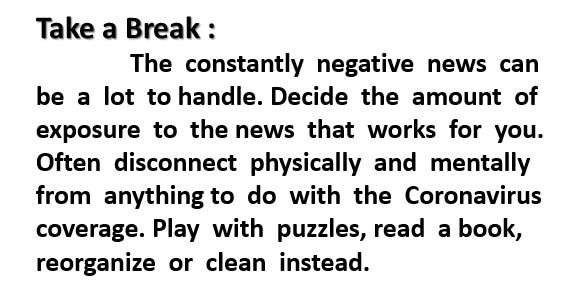 Take a Break :
The constantly negative news can
be a lot to handle. Decide the amount of
exposure to the news that works for you.
Often disconnect physically and mentally
from anything to do with the Coronavirus
coverage. Play with puzzles, read a book,
reorganize or clean instead.